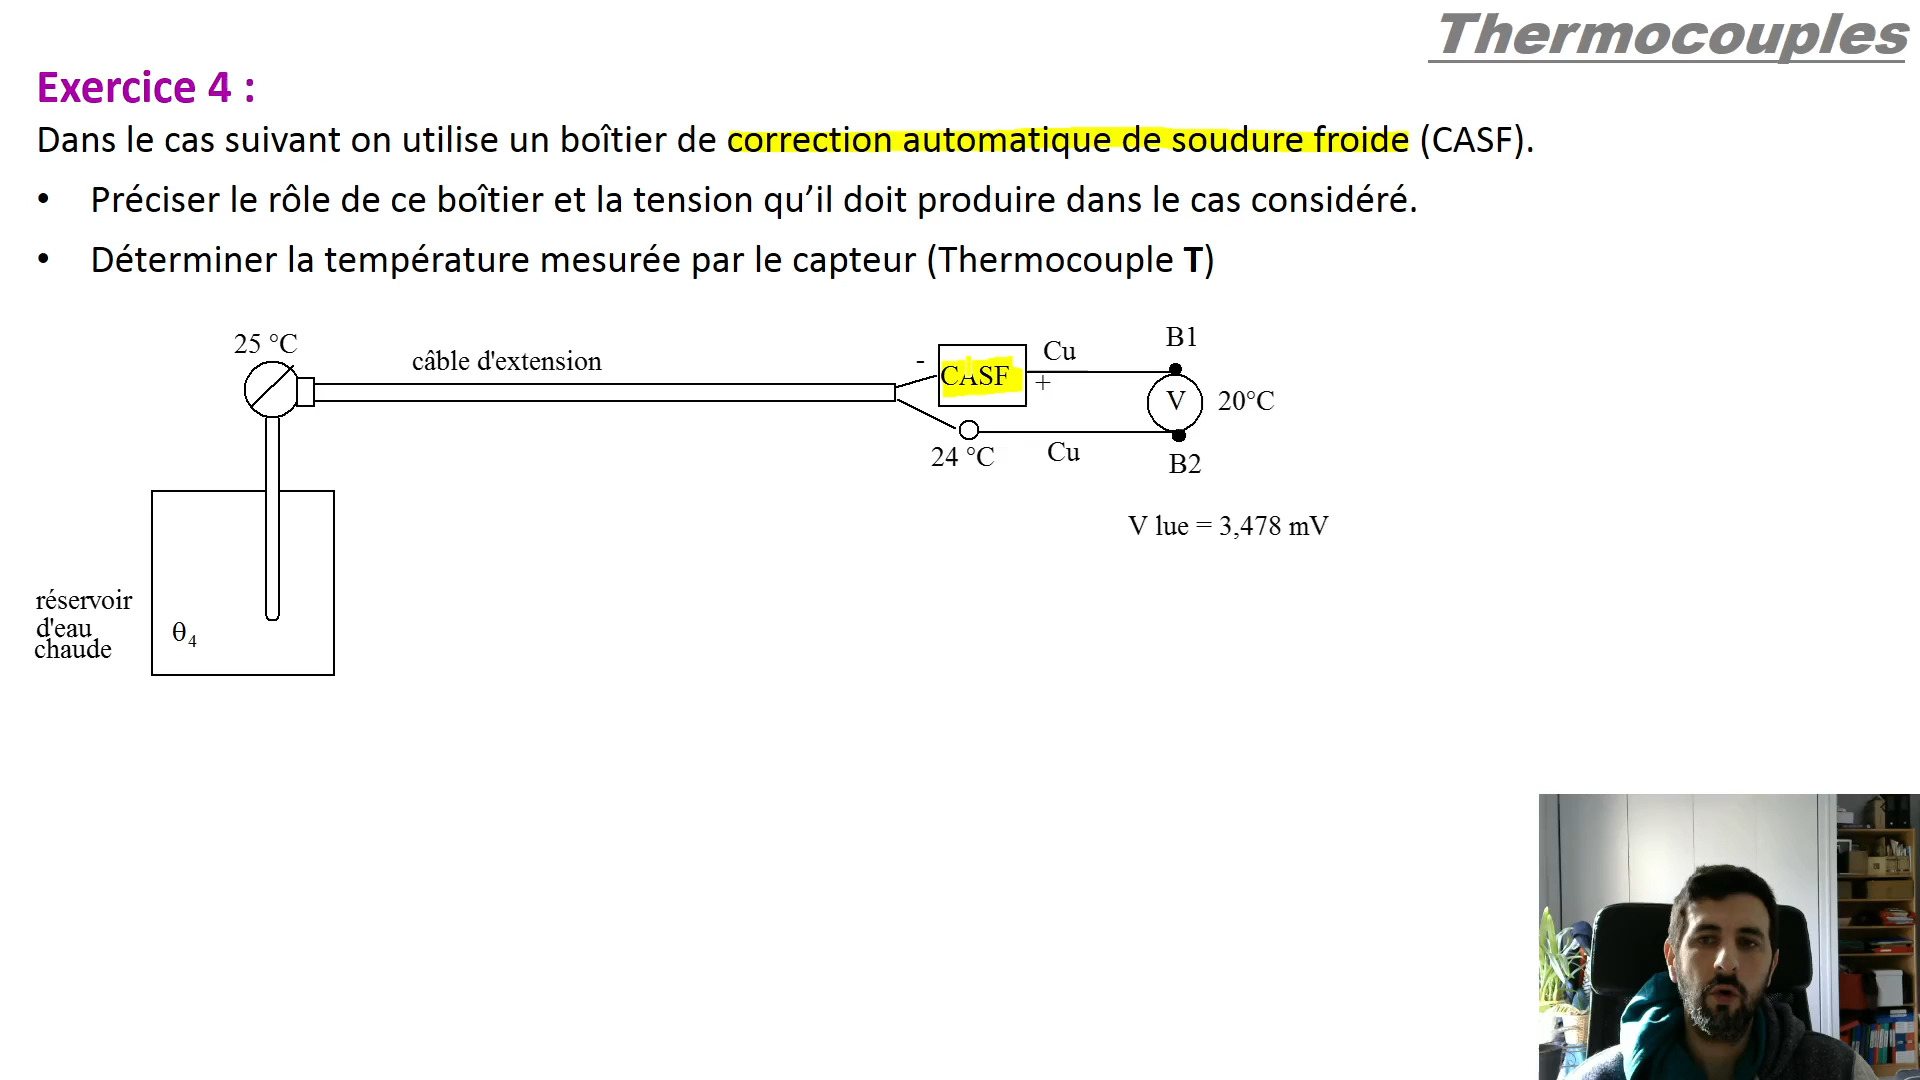 Thermocouples
Exercice 4 :
Dans le cas suivant on utilise un boîtier de correction automatique de soudure froide (CASF).
• Préciser le rôle de ce boîtier et la tension qu’il doit produire dans le cas considéré.
• Déterminer la température mesurée par le capteur (Thermocouple T)
25 °C
câble d'extension
- CASF
Cu
+
B1
V
20°C
24 °C
Cu
B2
V lue = 3,478 mV
réservoir
d'eau
chaude
θ4